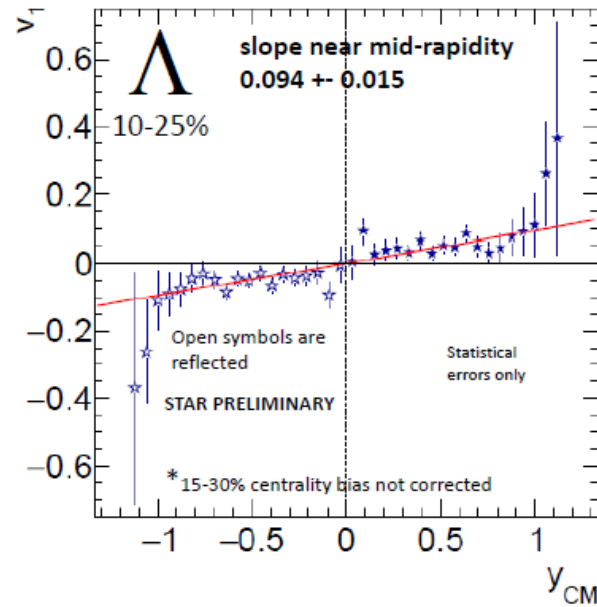 v₁
0.6
0.4
0.2
0
−0.2
−0.4
−0.6
Λ
10-25%
slope near mid-rapidity
0.094 +- 0.015
Open symbols are
reflected
Statistical
errors only
STAR PRELIMINARY
*15-30% centrality bias not corrected
−1 −0.5 0 0.5 1
y_CM